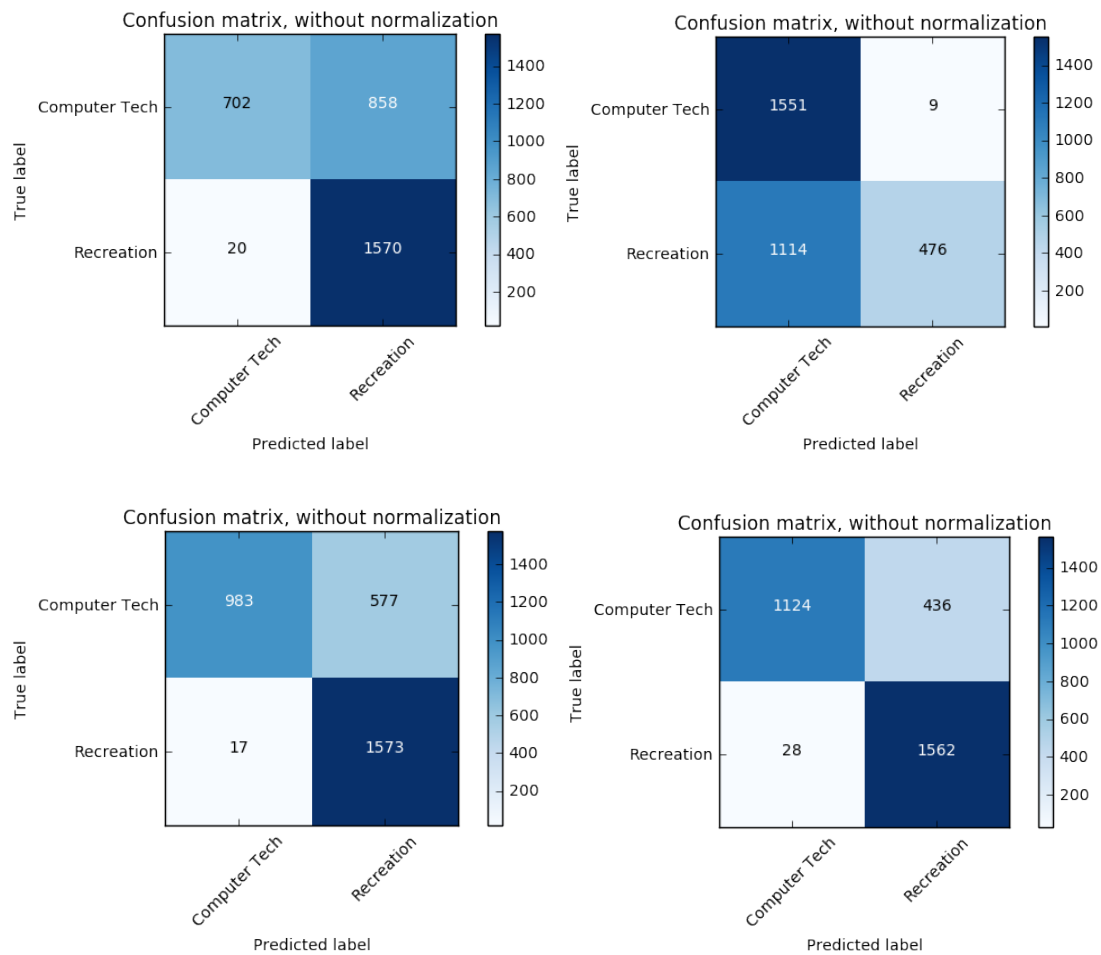 Confusion matrix, without normalization
Computer Tech
Recreation
True label
702
858
20
1570
Computer Tech
Recreation
Predicted label
1400
1200
1000
800
600
400
200
Confusion matrix, without normalization
Computer Tech
Recreation
True label
1551
9
1114
476
Computer Tech
Recreation
Predicted label
1400
1200
1000
800
600
400
200
Confusion matrix, without normalization
Computer Tech
Recreation
True label
983
577
17
1573
Computer Tech
Recreation
Predicted label
1400
1200
1000
800
600
400
200
Confusion matrix, without normalization
Computer Tech
Recreation
True label
1124
436
28
1562
Computer Tech
Recreation
Predicted label
1400
1200
1000
800
600
400
200